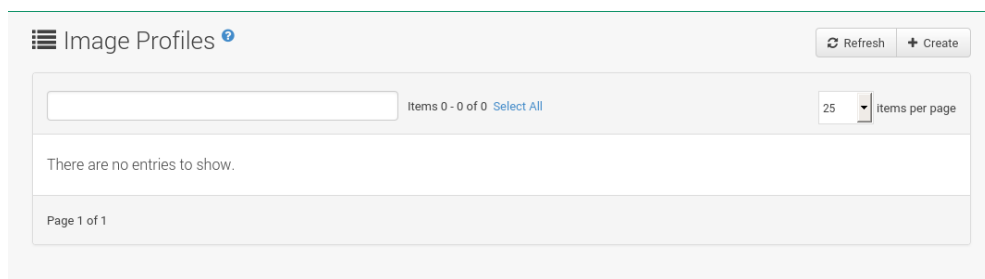 Image Profiles ?
Refresh + Create
Items 0 - 0 of 0 Select All
25 items per page
There are no entries to show.
Page 1 of 1